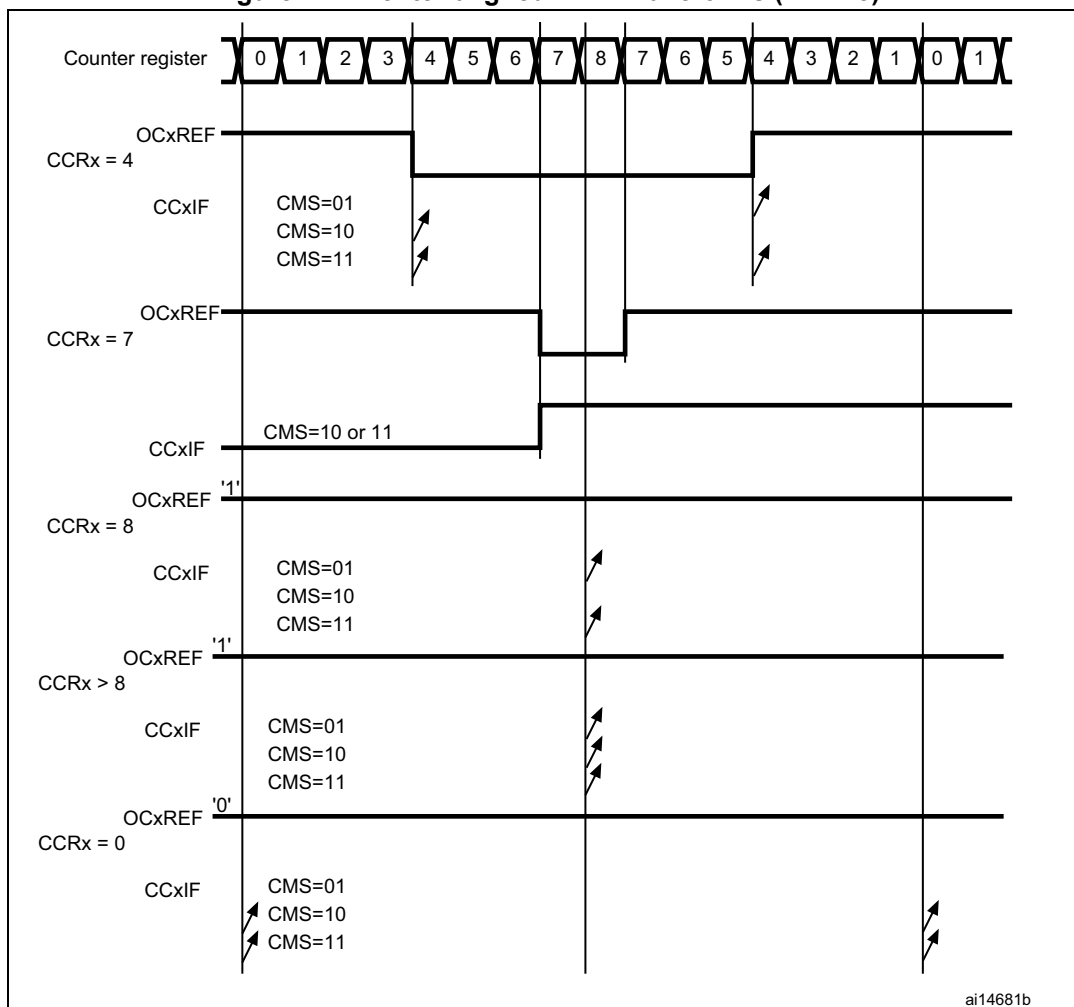 Counter register 0 1 2 3 4 5 6 7 8 7 6 5 4 3 2 1 0 1
OCxREF
CCRx = 4
CCxIF CMS=01
CMS=10
CMS=11
OCxREF
CCRx = 7
CMS=10 or 11
CCxIF
'1'
OCxREF
CCRx = 8
CCxIF CMS=01
CMS=10
CMS=11
'1'
OCxREF
CCRx > 8
CCxIF CMS=01
CMS=10
CMS=11
'0'
OCxREF
CCRx = 0
CCxIF CMS=01
CMS=10
CMS=11
ai14681b